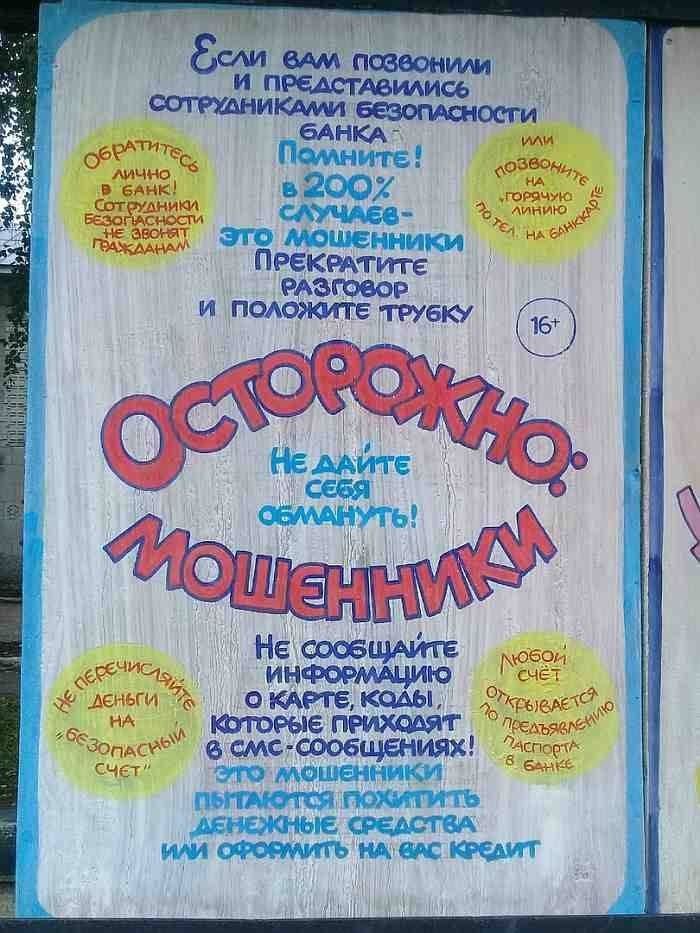 Если вам позвонили
и представились
сотрудниками безопасности
банка
Помните!
в 200%
случаев-
это мошенники
Прекратите
разговор
и положите трубку
Обратитесь
лично
в банк!
Сотрудники
безопасности
не звонят
гражданам
или
позвоните
на
„горячую
линию
по тел. на банккарте
16+
Осторожно:
Не дайте
себя
обмануть!
мошенники
Не сообщайте
информацию
о карте, коды,
которые приходят
в смс-сообщениях!
это мошенники
пытаются похитить
денежные средства
или оформить на вас кредит
Не перечисляйте
деньги
на
„безопасный
счет"
Любой
счёт
открывается
по предъявлению
паспорта
в банке